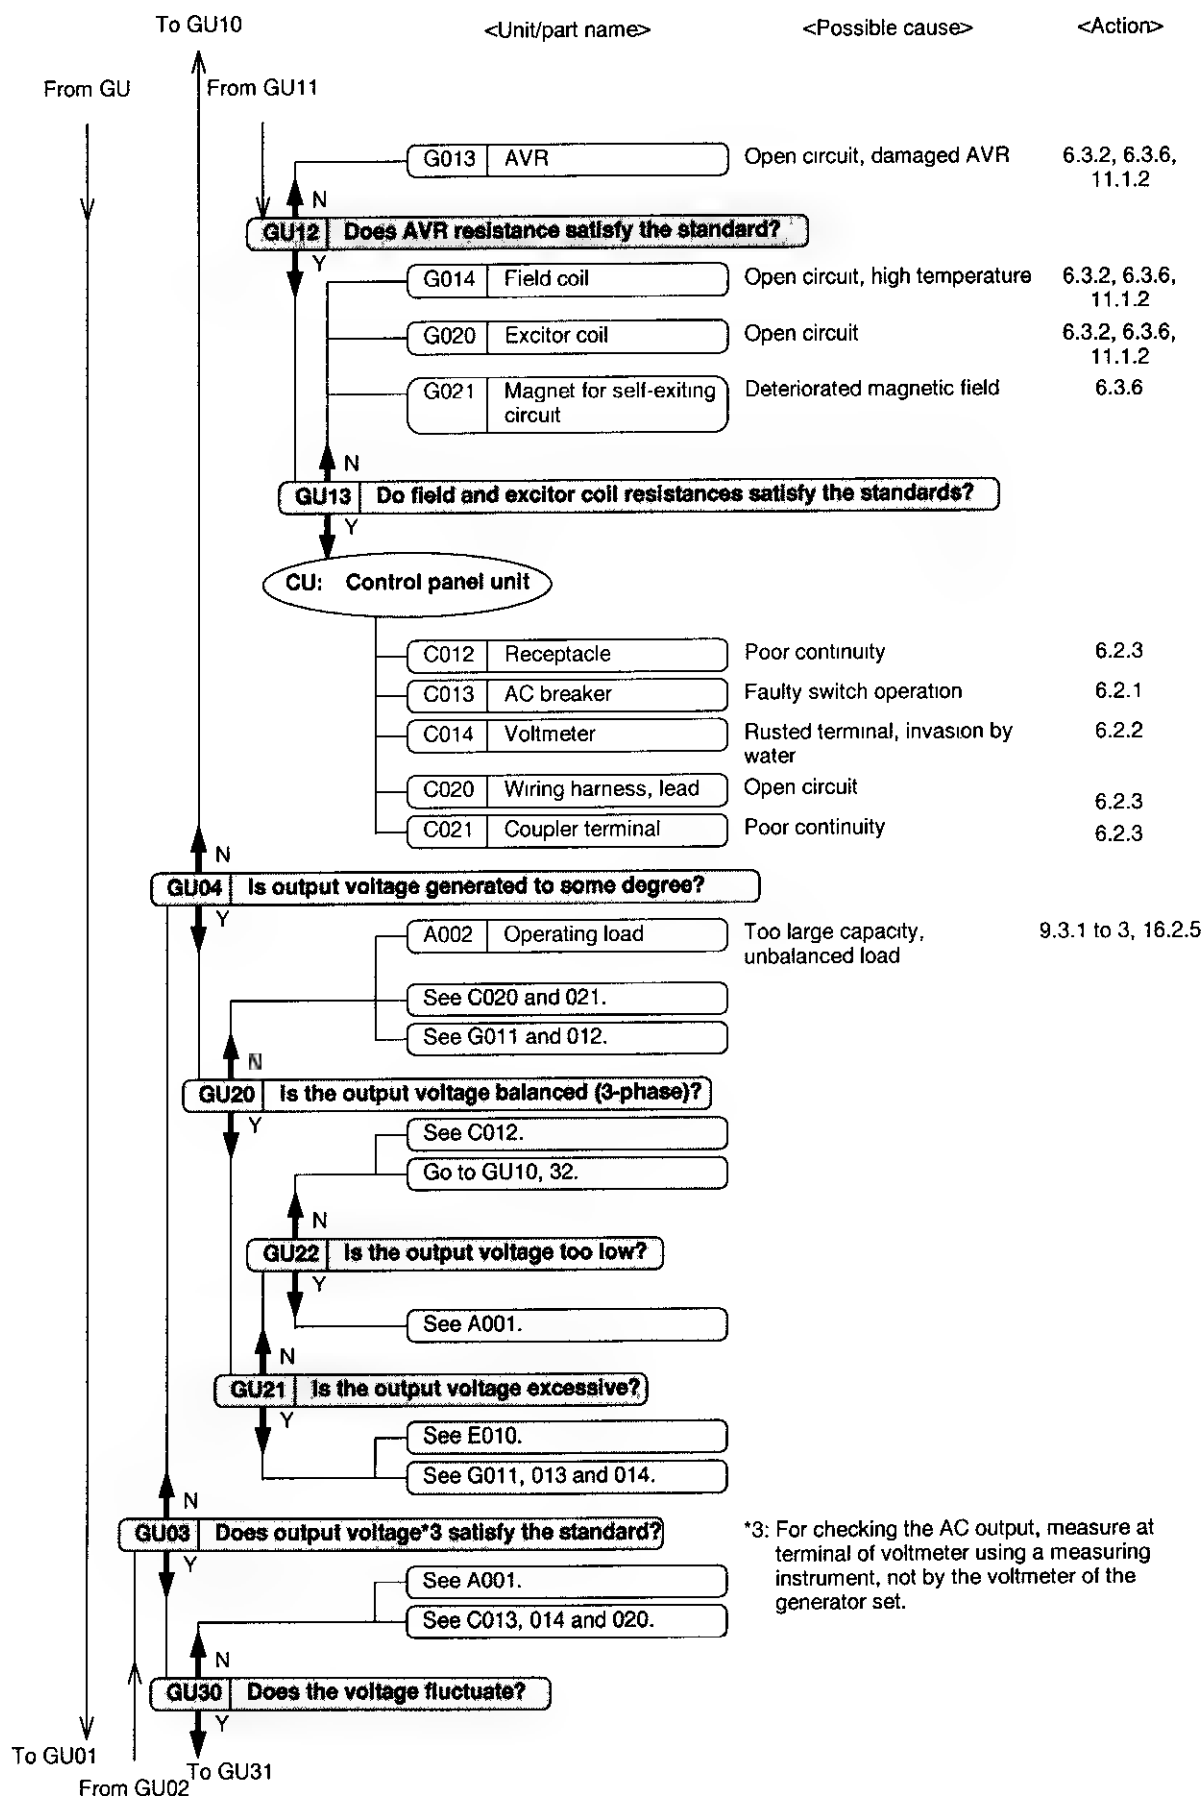 To GU10
<Unit/part name> <Possible cause> <Action>
From GU From GU11
G013 AVR Open circuit, damaged AVR 6.3.2, 6.3.6,
11.1.2
N
GU12 Does AVR resistance satisfy the standard?
Y
G014 Field coil Open circuit, high temperature 6.3.2, 6.3.6,
11.1.2
G020 Excitor coil Open circuit 6.3.2, 6.3.6,
11.1.2
G021 Magnet for self-exiting Deteriorated magnetic field 6.3.6
circuit
N
GU13 Do field and excitor coil resistances satisfy the standards?
Y
CU: Control panel unit
C012 Receptacle Poor continuity 6.2.3
C013 AC breaker Faulty switch operation 6.2.1
C014 Voltmeter Rusted terminal, invasion by 6.2.2
water
C020 Wiring harness, lead Open circuit 6.2.3
C021 Coupler terminal Poor continuity 6.2.3
N
GU04 Is output voltage generated to some degree?
Y
A002 Operating load Too large capacity, 9.3.1 to 3, 16.2.5
unbalanced load
See C020 and 021.
See G011 and 012.
N
GU20 Is the output voltage balanced (3-phase)?
Y
See C012.
Go to GU10, 32.
N
GU22 Is the output voltage too low?
Y
See A001.
N
GU21 Is the output voltage excessive?
Y
See E010.
See G011, 013 and 014.
N
GU03 Does output voltage*3 satisfy the standard?
Y
*3: For checking the AC output, measure at
terminal of voltmeter using a measuring
instrument, not by the voltmeter of the
generator set.
See A001.
See C013, 014 and 020.
N
GU30 Does the voltage fluctuate?
Y
To GU01
To GU31
From GU02